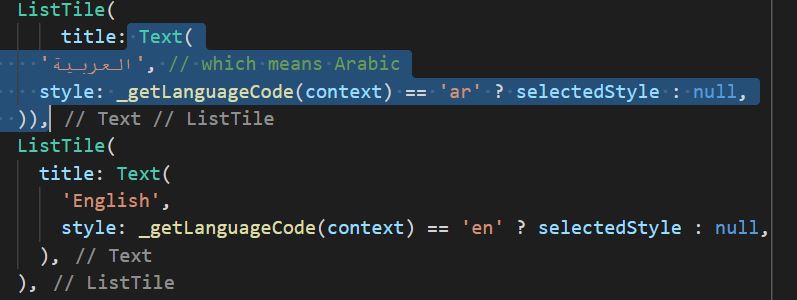 ListTile(
title: Text(
'العربية', // which means Arabic
style: _getLanguageCode(context) == 'ar' ? selectedStyle : null,
)), // Text // ListTile
ListTile(
title: Text(
'English',
style: _getLanguageCode(context) == 'en' ? selectedStyle : null,
), // Text
), // ListTile